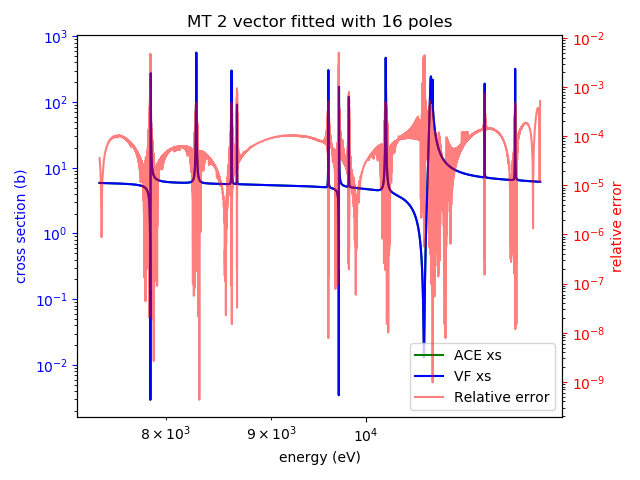 MT 2 vector fitted with 16 poles
cross section (b)
10³
10²
10¹
10⁰
10⁻¹
10⁻²
10⁻²
10⁻³
10⁻⁴
10⁻⁵
10⁻⁶
10⁻⁷
10⁻⁸
10⁻⁹
relative error
ACE xs
VF xs
Relative error
8 × 10³ 9 × 10³ 10⁴
energy (eV)